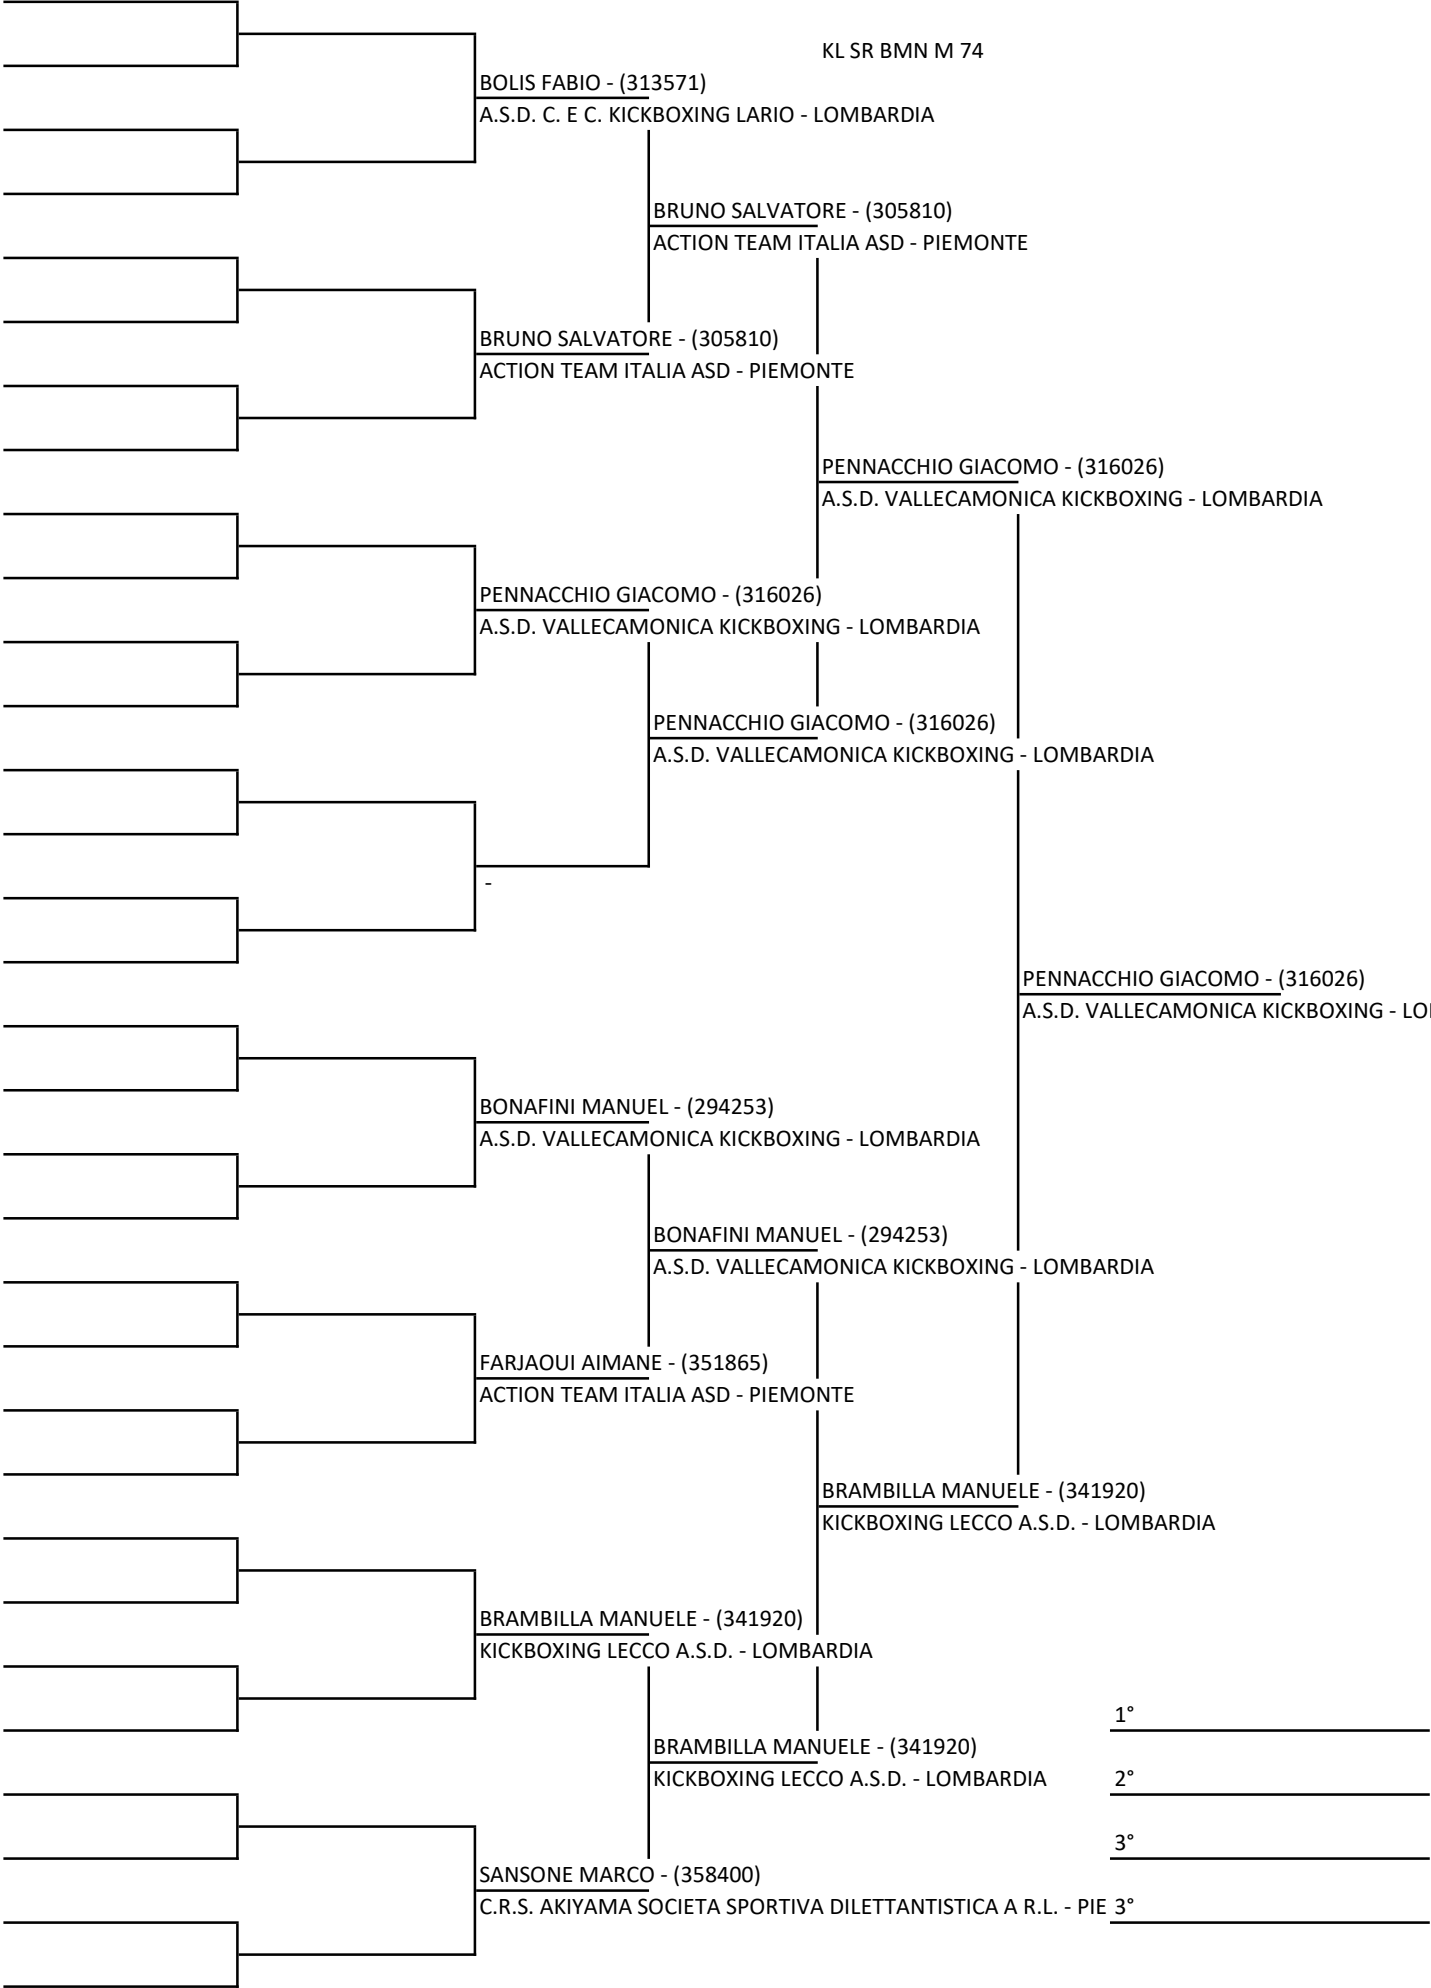 KL SR BMN M 74
BOLIS FABIO - (313571)
A.S.D. C. E C. KICKBOXING LARIO - LOMBARDIA
BRUNO SALVATORE - (305810)
ACTION TEAM ITALIA ASD - PIEMONTE
BRUNO SALVATORE - (305810)
ACTION TEAM ITALIA ASD - PIEMONTE
PENNACCHIO GIACOMO - (316026)
A.S.D. VALLECAMONICA KICKBOXING - LOMBARDIA
PENNACCHIO GIACOMO - (316026)
A.S.D. VALLECAMONICA KICKBOXING - LOMBARDIA
PENNACCHIO GIACOMO - (316026)
A.S.D. VALLECAMONICA KICKBOXING - LOMBARDIA
-
PENNACCHIO GIACOMO - (316026)
A.S.D. VALLECAMONICA KICKBOXING - LO
BONAFINI MANUEL - (294253)
A.S.D. VALLECAMONICA KICKBOXING - LOMBARDIA
BONAFINI MANUEL - (294253)
A.S.D. VALLECAMONICA KICKBOXING - LOMBARDIA
FARJAOUI AIMANE - (351865)
ACTION TEAM ITALIA ASD - PIEMONTE
BRAMBILLA MANUELE - (341920)
KICKBOXING LECCO A.S.D. - LOMBARDIA
BRAMBILLA MANUELE - (341920)
KICKBOXING LECCO A.S.D. - LOMBARDIA
1°
BRAMBILLA MANUELE - (341920)
KICKBOXING LECCO A.S.D. - LOMBARDIA
2°
3°
SANSONE MARCO - (358400)
C.R.S. AKIYAMA SOCIETA SPORTIVA DILETTANTISTICA A R.L. - PIE
3°